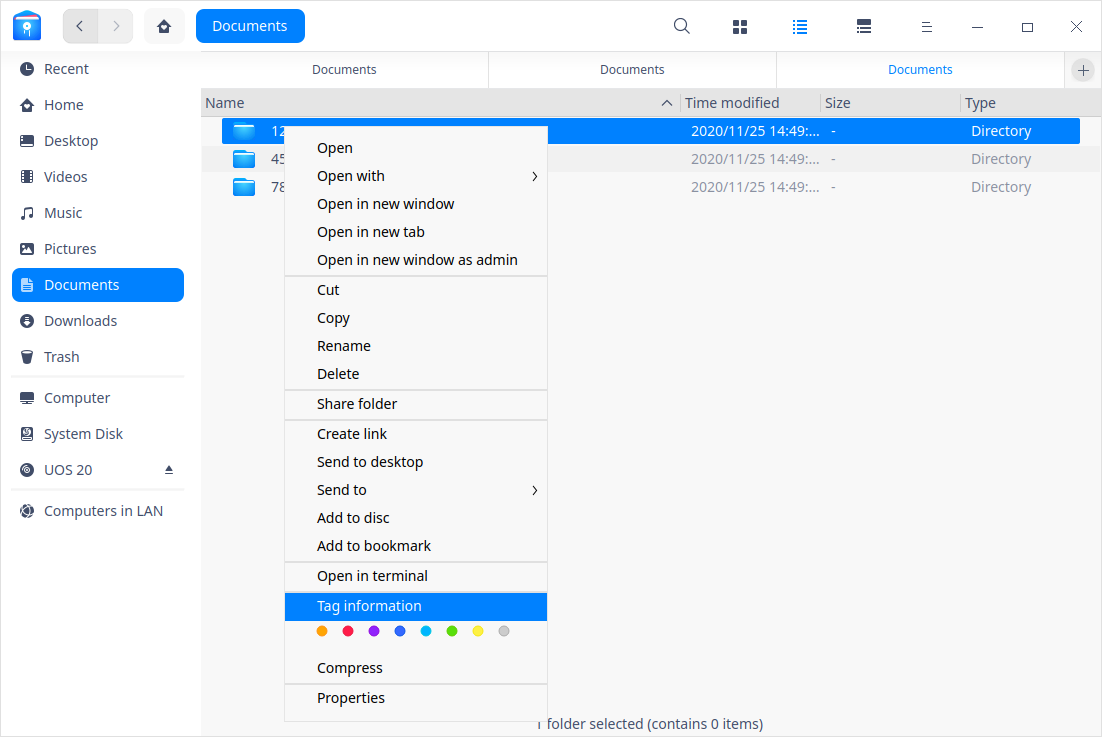 Documents
Recent
Home
Desktop
Videos
Music
Pictures
Documents
Downloads
Trash
Computer
System Disk
UOS 20
Computers in LAN
Documents Documents Documents
Name Time modified Size Type
12 2020/11/25 14:49:... - Directory
45 2020/11/25 14:49:... - Directory
78 2020/11/25 14:49:... - Directory
Open
Open with
Open in new window
Open in new tab
Open in new window as admin
Cut
Copy
Rename
Delete
Share folder
Create link
Send to desktop
Send to
Add to disc
Add to bookmark
Open in terminal
Tag information
Compress
Properties
1 folder selected (contains 0 items)